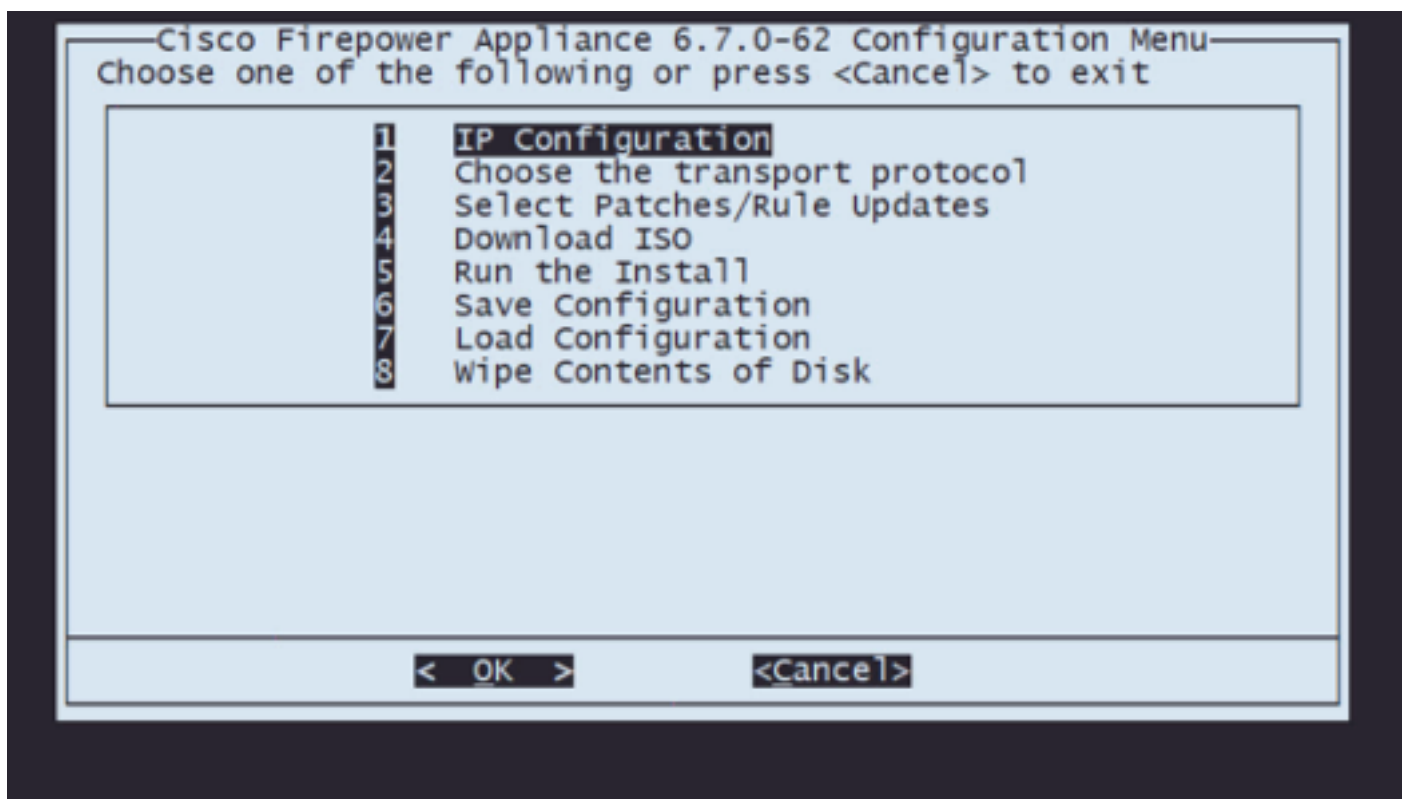 Cisco Firepower Appliance 6.7.0-62 Configuration Menu
Choose one of the following or press <Cancel> to exit
1 IP Configuration
2 Choose the transport protocol
3 Select Patches/Rule Updates
4 Download ISO
5 Run the Install
6 Save Configuration
7 Load Configuration
8 Wipe Contents of Disk
< OK > <Cancel>